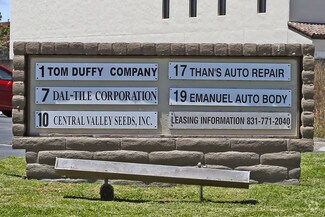 1 TOM DUFFY COMPANY
7 DAL-TILE CORPORATION
10 CENTRAL VALLEY SEEDS, INC.
17 THAN'S AUTO REPAIR
19 EMANUEL AUTO BODY
LEASING INFORMATION 831-771-2040